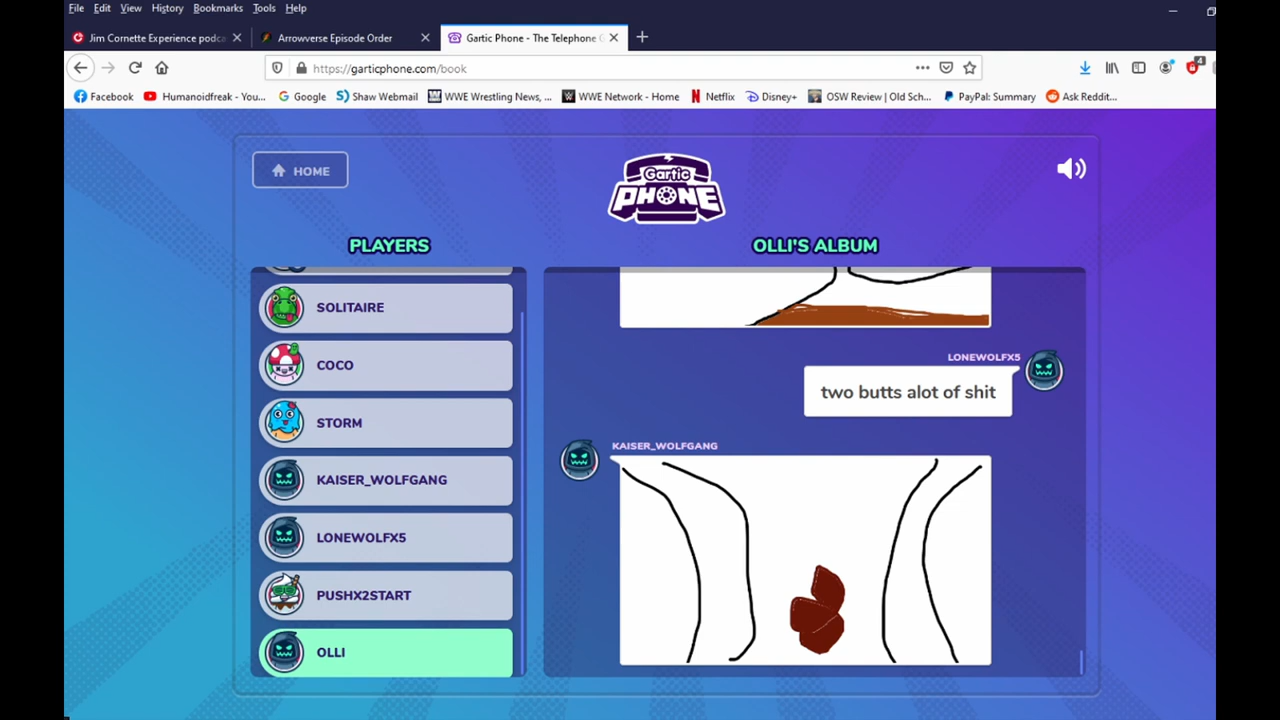 File Edit View History Bookmarks Tools Help
Jim Cornette Experience podca
Arrowverse Episode Order
Gartic Phone - The Telephone G
https://garticphone.com/book
4
Facebook
Humanoidfreak - You...
Google
Shaw Webmail
WWE Wrestling News, ...
WWE Network - Home
Netflix
Disney+
OSW Review | Old Sch...
PayPal: Summary
Ask Reddit...
HOME
Gartic
PHONE
PLAYERS
OLLI'S ALBUM
SOLITAIRE
COCO
STORM
KAISER_WOLFGANG
LONEWOLFX5
PUSHX2START
OLLI
LONEWOLFX5
two butts alot of shit
KAISER_WOLFGANG